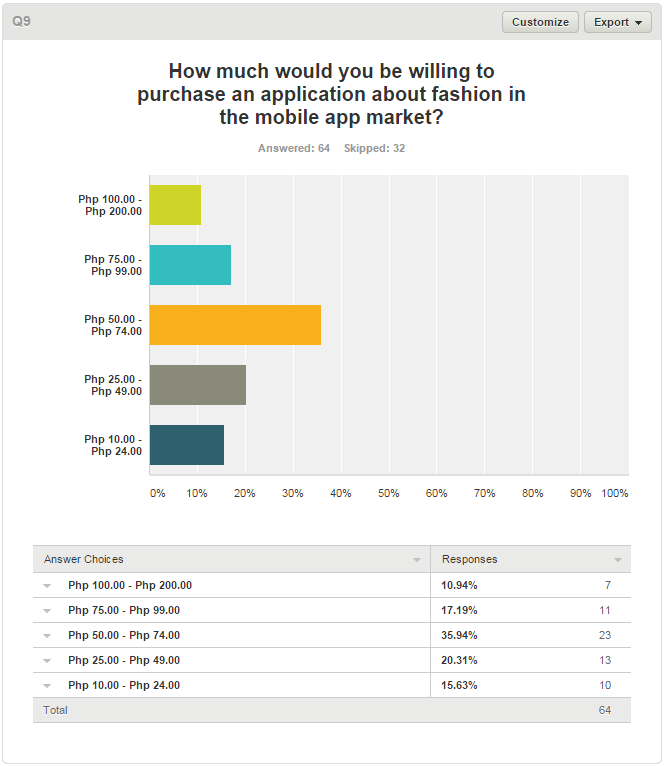 Q9
Customize
Export
How much would you be willing to
purchase an application about fashion in
the mobile app market?
Answered: 64 Skipped: 32
Php 100.00 -
Php 200.00
Php 75.00 -
Php 99.00
Php 50.00 -
Php 74.00
Php 25.00 -
Php 49.00
Php 10.00 -
Php 24.00
0% 10% 20% 30% 40% 50% 60% 70% 80% 90% 100%
Answer Choices Responses
Php 100.00 - Php 200.00 10.94% 7
Php 75.00 - Php 99.00 17.19% 11
Php 50.00 - Php 74.00 35.94% 23
Php 25.00 - Php 49.00 20.31% 13
Php 10.00 - Php 24.00 15.63% 10
Total 64